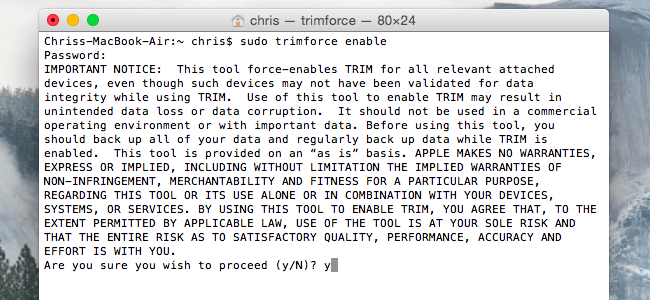 chris — trimforce — 80×24
Chriss-MacBook-Air:~ chris$ sudo trimforce enable
Password:
IMPORTANT NOTICE:  This tool force-enables TRIM for all relevant attached
devices, even though such devices may not have been validated for data
integrity while using TRIM.  Use of this tool to enable TRIM may result in
unintended data loss or data corruption.  It should not be used in a commercial
operating environment or with important data. Before using this tool, you
should back up all of your data and regularly back up data while TRIM is
enabled.  This tool is provided on an “as is” basis. APPLE MAKES NO WARRANTIES,
EXPRESS OR IMPLIED, INCLUDING WITHOUT LIMITATION THE IMPLIED WARRANTIES OF
NON-INFRINGEMENT, MERCHANTABILITY AND FITNESS FOR A PARTICULAR PURPOSE,
REGARDING THIS TOOL OR ITS USE ALONE OR IN COMBINATION WITH YOUR DEVICES,
SYSTEMS, OR SERVICES. BY USING THIS TOOL TO ENABLE TRIM, YOU AGREE THAT, TO THE
EXTENT PERMITTED BY APPLICABLE LAW, USE OF THE TOOL IS AT YOUR SOLE RISK AND
THAT THE ENTIRE RISK AS TO SATISFACTORY QUALITY, PERFORMANCE, ACCURACY AND
EFFORT IS WITH YOU.
Are you sure you wish to proceed (y/N)? y